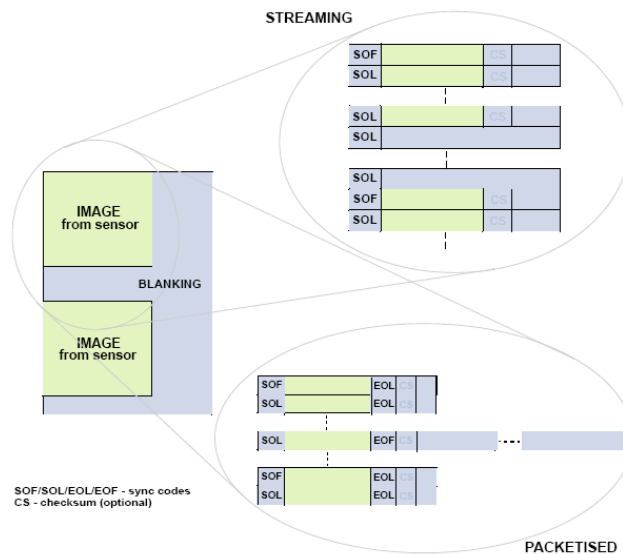 STREAMING
SOF CS
SOL CS
SOL CS
SOL
SOL
SOF CS
SOL CS
IMAGE
from sensor
BLANKING
IMAGE
from sensor
SOF EOL CS
SOL EOL CS
SOL EOF CS
SOF EOL CS
SOL EOL CS
SOF/SOL/EOL/EOF - sync codes
CS - checksum (optional)
PACKETISED